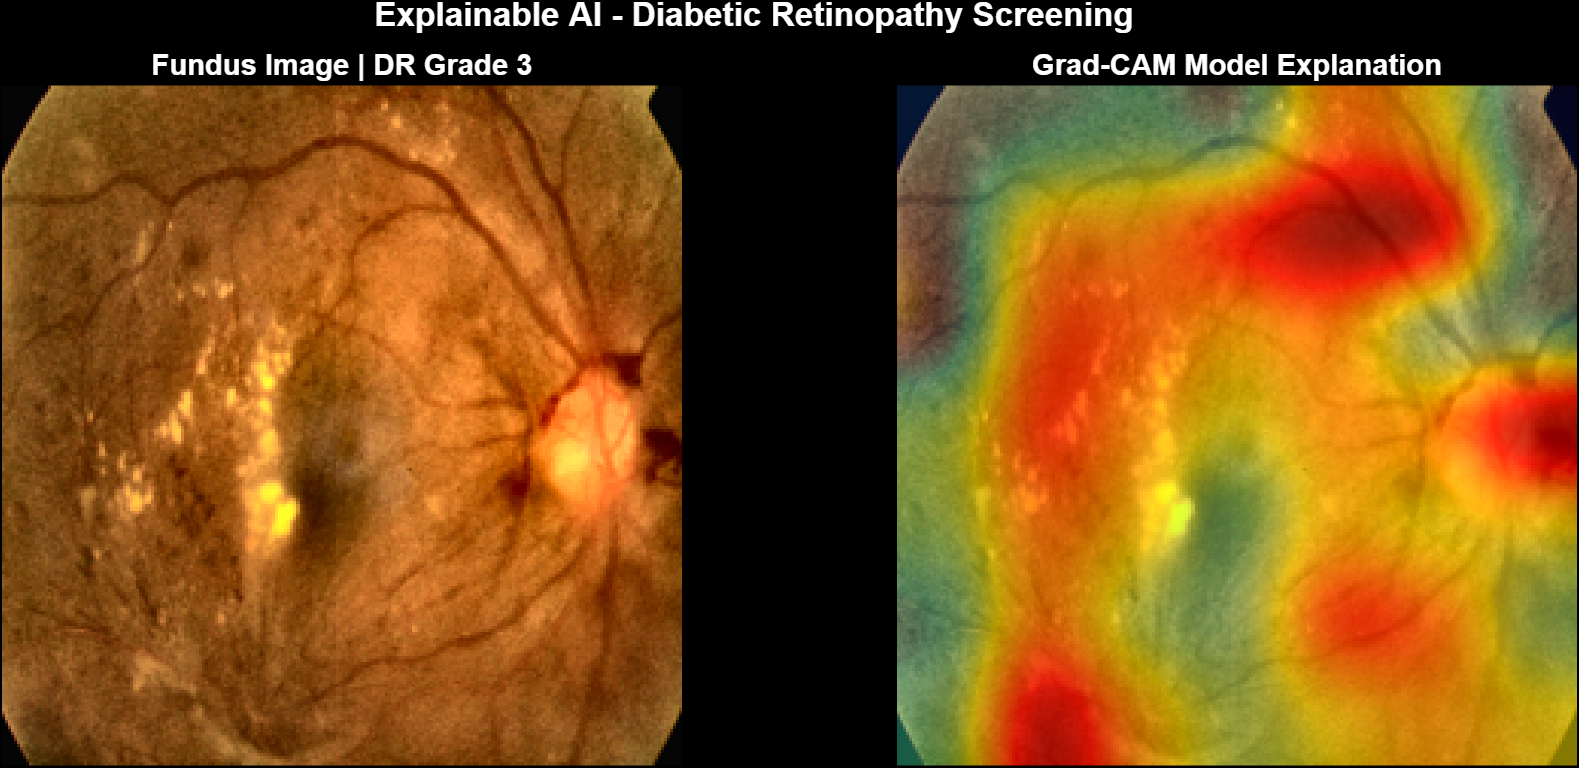 Explainable AI - Diabetic Retinopathy Screening
Fundus Image | DR Grade 3
Grad-CAM Model Explanation